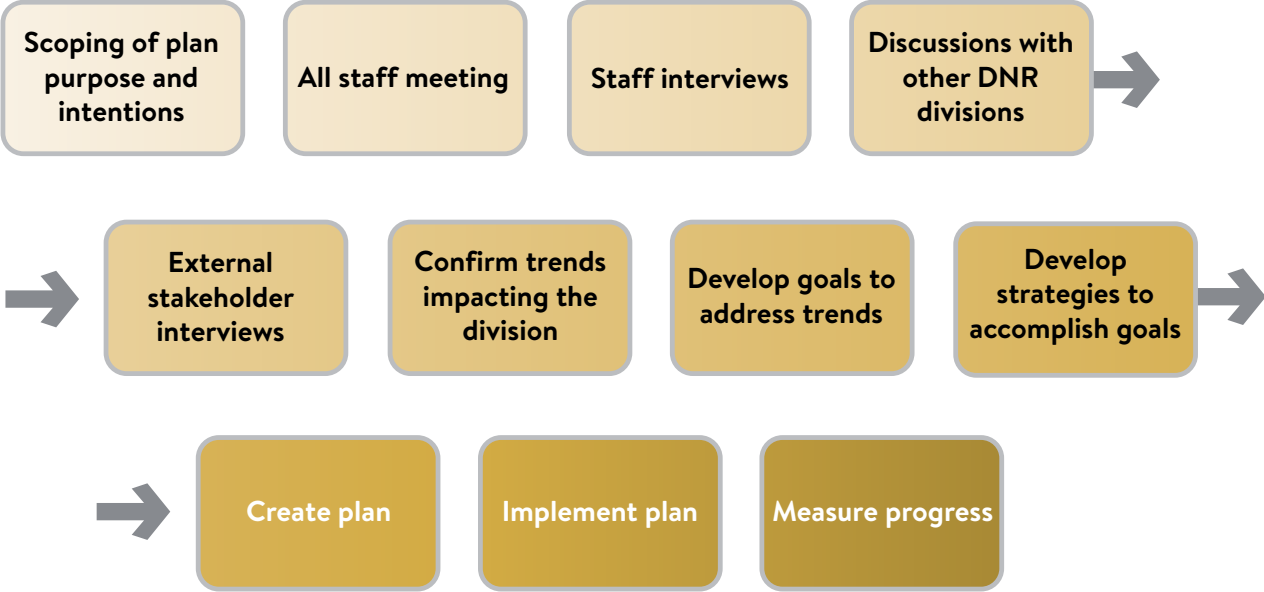 Scoping of plan
purpose and
intentions
All staff meeting
Staff interviews
Discussions with
other DNR
divisions
External
stakeholder
interviews
Confirm trends
impacting the
division
Develop goals to
address trends
Develop
strategies to
accomplish goals
Create plan
Implement plan
Measure progress